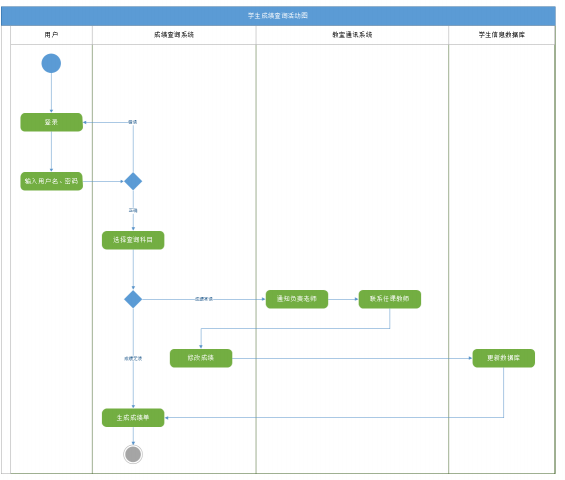 学生成绩查询活动图
用户
成绩查询系统
教室通讯系统
学生信息数据库
登录
错误
输入用户名、密码
正确
选择查询科目
成绩有误
通知负责老师
联系任课教师
成绩无误
修改成绩
更新数据库
生成成绩单